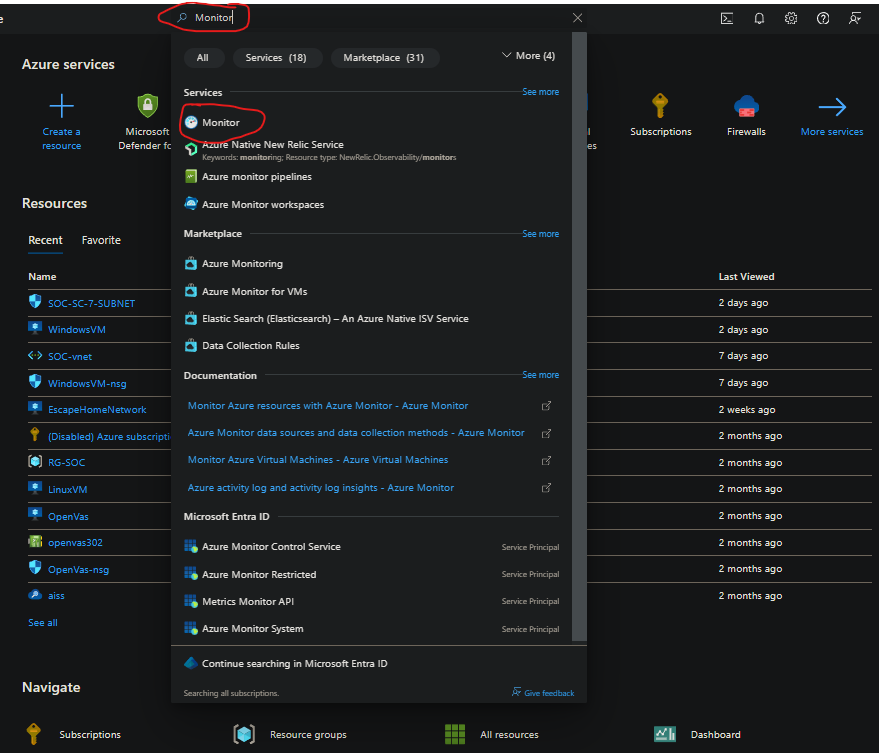 e
Monitor
All
Services (18)
Marketplace (31)
More (4)
Azure services
Services
See more
Create a
resource
Microsoft
Defender fo
Monitor
Azure Native New Relic Service
Keywords: monitoring; Resource type: NewRelic.Observability/monitors
Azure monitor pipelines
Azure Monitor workspaces
l
es
Subscriptions
Firewalls
More services
Marketplace
See more
Azure Monitoring
Azure Monitor for VMs
Elastic Search (Elasticsearch) – An Azure Native ISV Service
Data Collection Rules
Documentation
See more
Monitor Azure resources with Azure Monitor - Azure Monitor
Azure Monitor data sources and data collection methods - Azure Monitor
Monitor Azure Virtual Machines - Azure Virtual Machines
Azure activity log and activity log insights - Azure Monitor
Microsoft Entra ID
Azure Monitor Control Service
Service Principal
Azure Monitor Restricted
Service Principal
Metrics Monitor API
Service Principal
Azure Monitor System
Service Principal
Continue searching in Microsoft Entra ID
Searching all subscriptions.
Give feedback
Resources
Recent
Favorite
Name
Last Viewed
SOC-SC-7-SUBNET
2 days ago
WindowsVM
2 days ago
SOC-vnet
7 days ago
WindowsVM-nsg
7 days ago
EscapeHomeNetwork
2 weeks ago
(Disabled) Azure subscripti
2 months ago
RG-SOC
2 months ago
LinuxVM
2 months ago
OpenVas
2 months ago
openvas302
2 months ago
OpenVas-nsg
2 months ago
aiss
2 months ago
See all
Navigate
Subscriptions
Resource groups
All resources
Dashboard